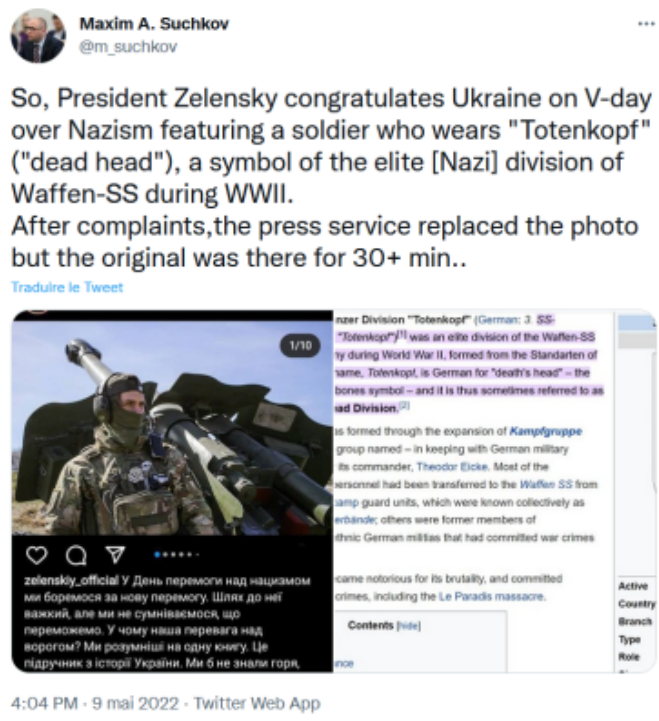 Maxim A. Suchkov
@m_suchkov
So, President Zelensky congratulates Ukraine on V-day
over Nazism featuring a soldier who wears "Totenkopf"
("dead head"), a symbol of the elite [Nazi] division of
Waffen-SS during WWII.
After complaints,the press service replaced the photo
but the original was there for 30+ min..
Traduire le Tweet
1/10
zelenskiy_official У День перемоги над нацизмом
ми боремося за нову перемогу. Шлях до неї
важкий, але ми не сумніваємося, що
переможемо. У чому наша перевага над
ворогом? Ми розумніші на одну книгу. Це
підручник з історії України. Ми б не знали горя,
nzer Division "Totenkopf" (German: 3. SS-
"Totenkopf")[1] was an elite division of the Waffen-SS
ny during World War II, formed from the Standarten of
name, Totenkopf, is German for "death's head" – the
bones symbol – and it is thus sometimes referred to as
ad Division.[2]
s formed through the expansion of Kampfgruppe
group named – in keeping with German military
its commander, Theodor Eicke. Most of the
ersonnel had been transferred to the Waffen SS from
amp guard units, which were known collectively as
erbände; others were former members of
thnic German militias that had committed war crimes
came notorious for its brutality, and committed
crimes, including the Le Paradis massacre.
Contents [hide]
nce
Active
Country
Branch
Type
Role
4:04 PM · 9 mai 2022 · Twitter Web App